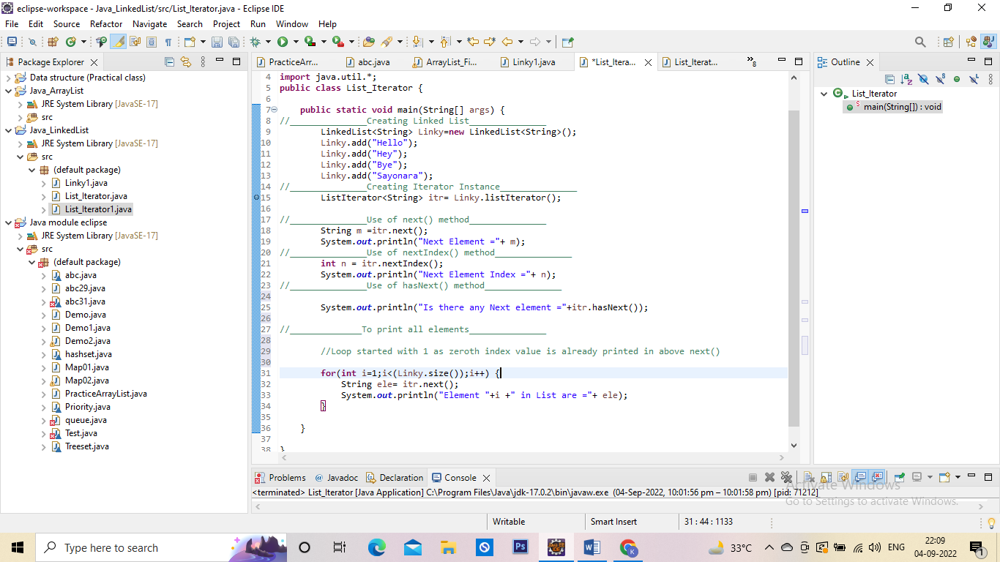 eclipse-workspace - Java_LinkedList/src/List_Iterator.java - Eclipse IDE
File Edit Source Refactor Navigate Search Project Run Window Help
Package Explorer
Data structure (Practical class)
Java_ArrayList
JRE System Library [JavaSE-17]
src
Java_LinkedList
JRE System Library [JavaSE-17]
src
(default package)
Linky1.java
List_Iterator.java
List_Iterator1.java
Java module eclipse
JRE System Library [JavaSE-17]
src
(default package)
abc.java
abc29.java
abc31.java
Demo.java
Demo1.java
Demo2.java
hashset.java
Map01.java
Map02.java
PracticeArrayList.java
Priority.java
queue.java
Test.java
Treeset.java
PracticeArr... abc.java ArrayList_Fi... Linky1.java *List_Itera... List_Iterat... »8
4 import java.util.*;
5 public class List_Iterator {
6
7 public static void main(String[] args) {
8 //_______________Creating Linked List_______________
9 LinkedList<String> Linky=new LinkedList<String>();
10 Linky.add("Hello");
11 Linky.add("Hey");
12 Linky.add("Bye");
13 Linky.add("Sayonara");
14 //_______________Creating Iterator Instance_______________
15 ListIterator<String> itr= Linky.listIterator();
16
17 //_______________Use of next() method_______________
18 String m =itr.next();
19 System.out.println("Next Element ="+ m);
20 //_______________Use of nextIndex() method_______________
21 int n = itr.nextIndex();
22 System.out.println("Next Element Index ="+ n);
23 //_______________Use of hasNext() method_______________
24
25 System.out.println("Is there any Next element ="+itr.hasNext());
26
27 //______________To print all elements_______________
28
29 //Loop started with 1 as zeroth index value is already printed in above next()
30
31 for(int i=1;i<(Linky.size());i++) {
32 String ele= itr.next();
33 System.out.println("Element "+i +" in List are ="+ ele);
34 }
35
36 }
37
38 }
Outline
List_Iterator
main(String[]) : void
Problems Javadoc Declaration Console
<terminated> List_Iterator [Java Application] C:\Program Files\Java\jdk-17.0.2\bin\javaw.exe (04-Sep-2022, 10:01:56 pm – 10:01:58 pm) [pid: 71212]
Activate Windows
Go to Settings to activate Windows.
Writable Smart Insert 31 : 44 : 1133
Type here to search
33°C
ENG
22:09
04-09-2022
1